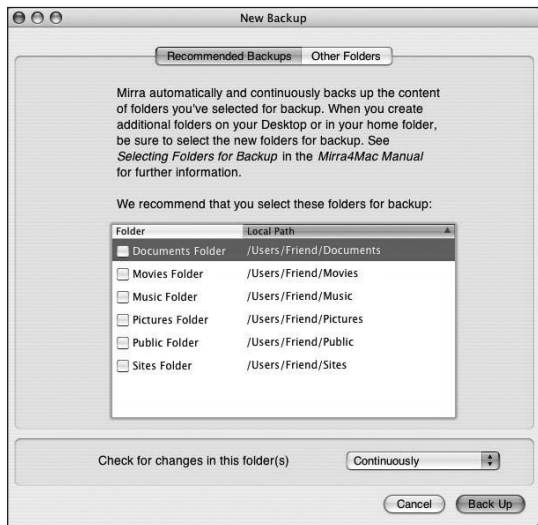 New Backup
Recommended Backups Other Folders
Mirra automatically and continuously backs up the content
of folders you've selected for backup. When you create
additional folders on your Desktop or in your home folder,
be sure to select the new folders for backup. See
Selecting Folders for Backup in the Mirra4Mac Manual
for further information.
We recommend that you select these folders for backup:
Folder Local Path
Documents Folder /Users/Friend/Documents
Movies Folder /Users/Friend/Movies
Music Folder /Users/Friend/Music
Pictures Folder /Users/Friend/Pictures
Public Folder /Users/Friend/Public
Sites Folder /Users/Friend/Sites
Check for changes in this folder(s) Continuously
Cancel Back Up